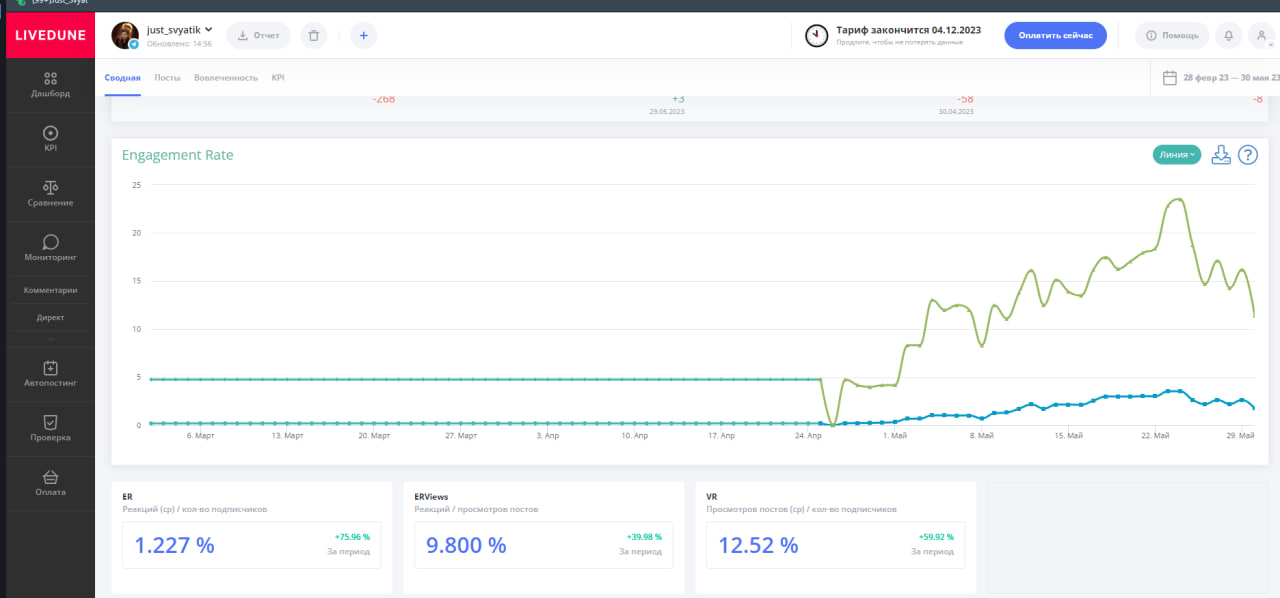 LIVEDUNE
just_svyatik
Обновлено: 14:56
Отчет
Тариф закончится 04.12.2023
Продлите, чтобы не потерять данные
Оплатить сейчас
Помощь
Дашборд
KPI
Сравнение
Мониторинг
Комментарии
Директ
Автопостинг
Проверка
Оплата
Сводная Посты Вовлеченность KPI
28 февр 23 — 30 мая 23
-268 +3 -58 -8
29.05.2023 30.04.2023
Engagement Rate
Линия
25
20
15
10
5
0
6. Март 13. Март 20. Март 27. Март 3. Апр 10. Апр 17. Апр 24. Апр 1. Май 8. Май 15. Май 22. Май 29. Май
ER
Реакций (ср) / кол-во подписчиков
1.227 %
+75.96 %
За период
ERViews
Реакций / просмотров постов
9.800 %
+39.98 %
За период
VR
Просмотров постов (ср) / кол-во подписчиков
12.52 %
+59.92 %
За период